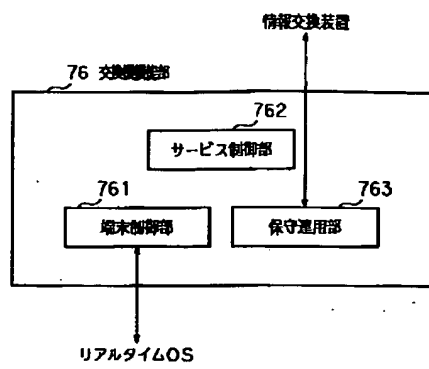 情報交換装置
76 交換機能部
762
サービス制御部
761
端末制御部
763
保守運用部
リアルタイムOS